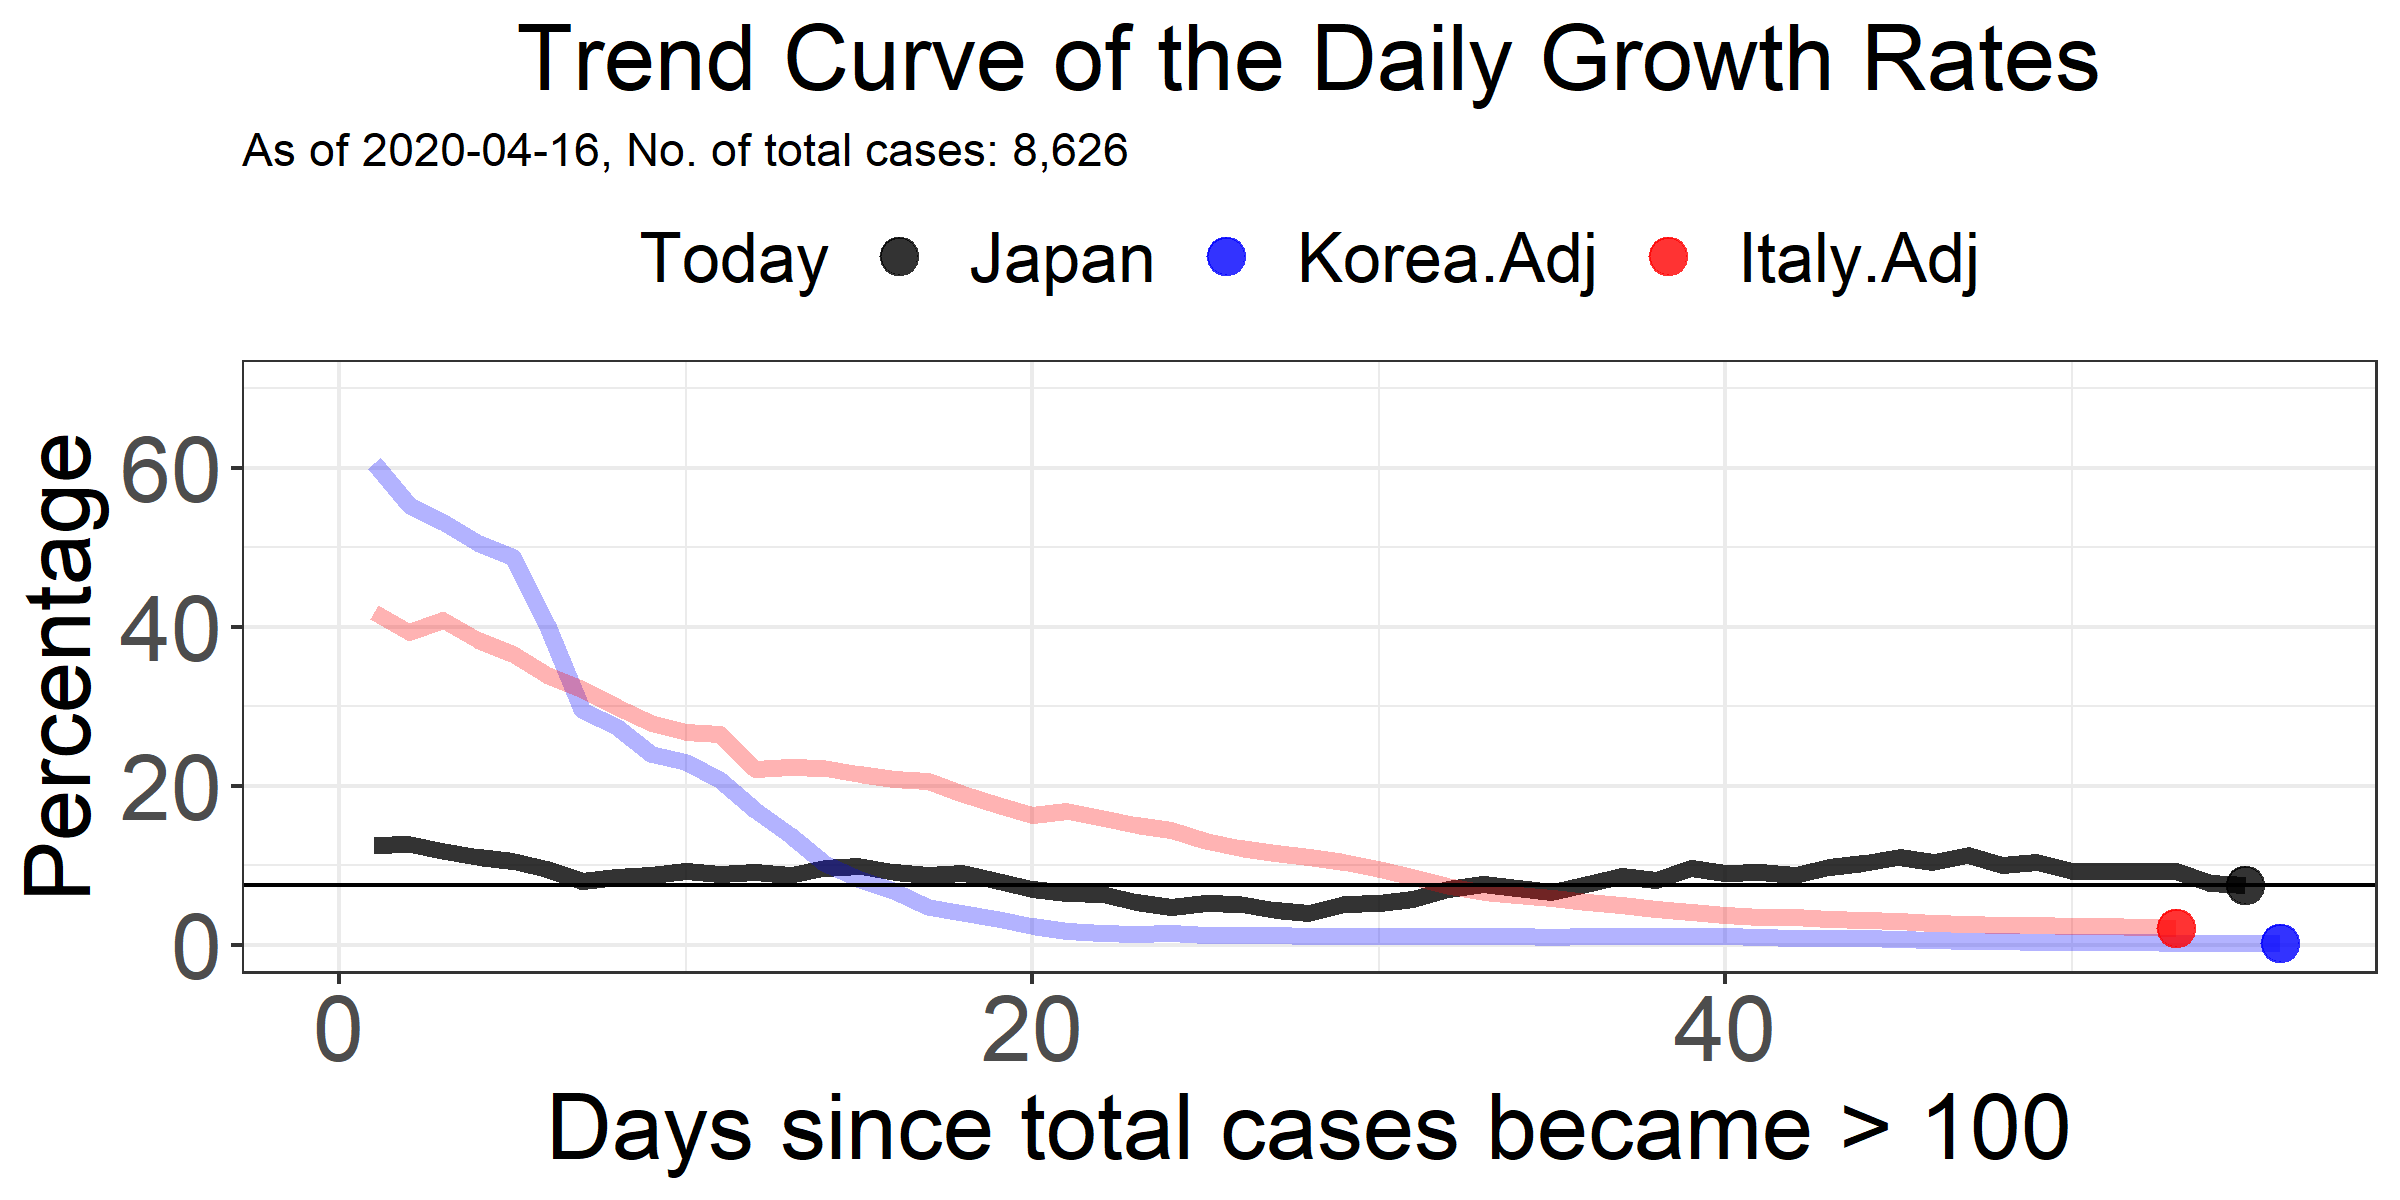 Trend Curve of the Daily Growth Rates
As of 2020-04-16, No. of total cases: 8,626
Today Japan Korea.Adj Italy.Adj
Percentage
60
40
20
0
0 20 40
Days since total cases became > 100